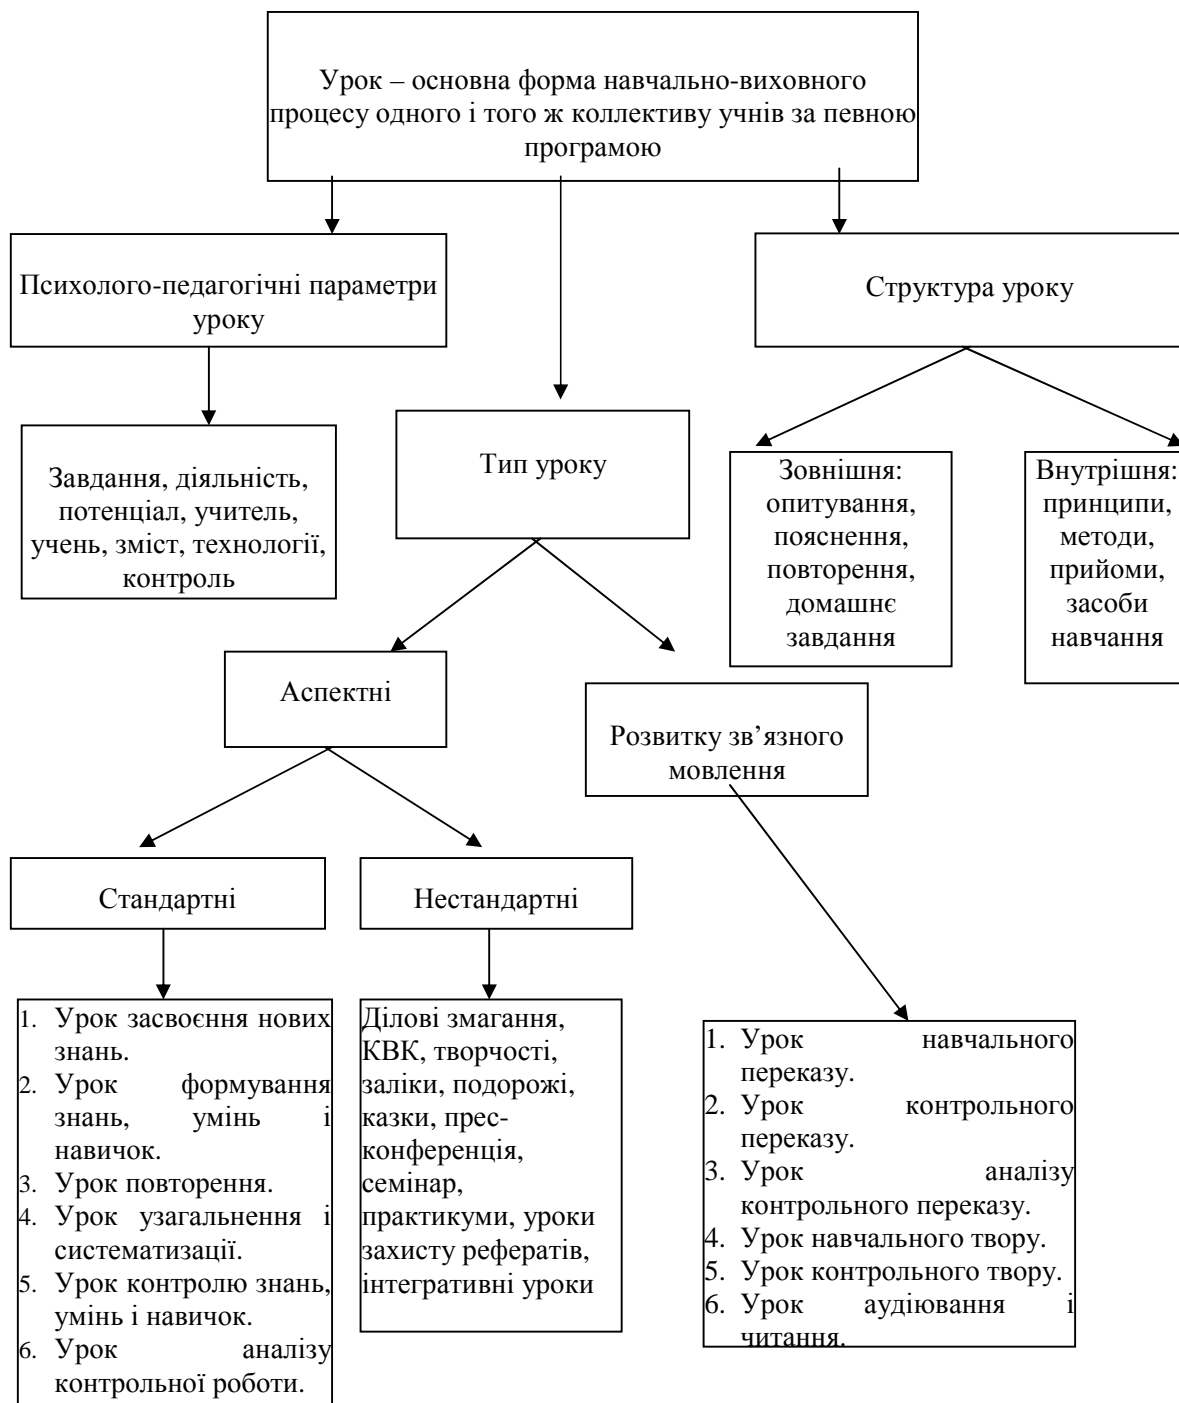 Урок – основна форма навчально-виховного
процесу одного і того ж коллективу учнів за певною
програмою
Психолого-педагогічні параметри
уроку
Структура уроку
Завдання, діяльність,
потенціал, учитель,
учень, зміст, технології,
контроль
Тип уроку
Зовнішня:
опитування,
пояснення,
повторення,
домашнє
завдання
Внутрішня:
принципи,
методи,
прийоми,
засоби
навчання
Аспектні
Розвитку зв’язного
мовлення
Стандартні
Нестандартні
1. Урок засвоєння нових
знань.
2. Урок формування
знань, умінь і
навичок.
3. Урок повторення.
4. Урок узагальнення і
систематизації.
5. Урок контролю знань,
умінь і навичок.
6. Урок аналізу
контрольної роботи.
Ділові змагання,
КВК, творчості,
заліки, подорожі,
казки, прес-
конференція,
семінар,
практикуми, уроки
захисту рефератів,
інтегративні уроки
1. Урок навчального
переказу.
2. Урок контрольного
переказу.
3. Урок аналізу
контрольного переказу.
4. Урок навчального твору.
5. Урок контрольного твору.
6. Урок аудіювання і
читання.